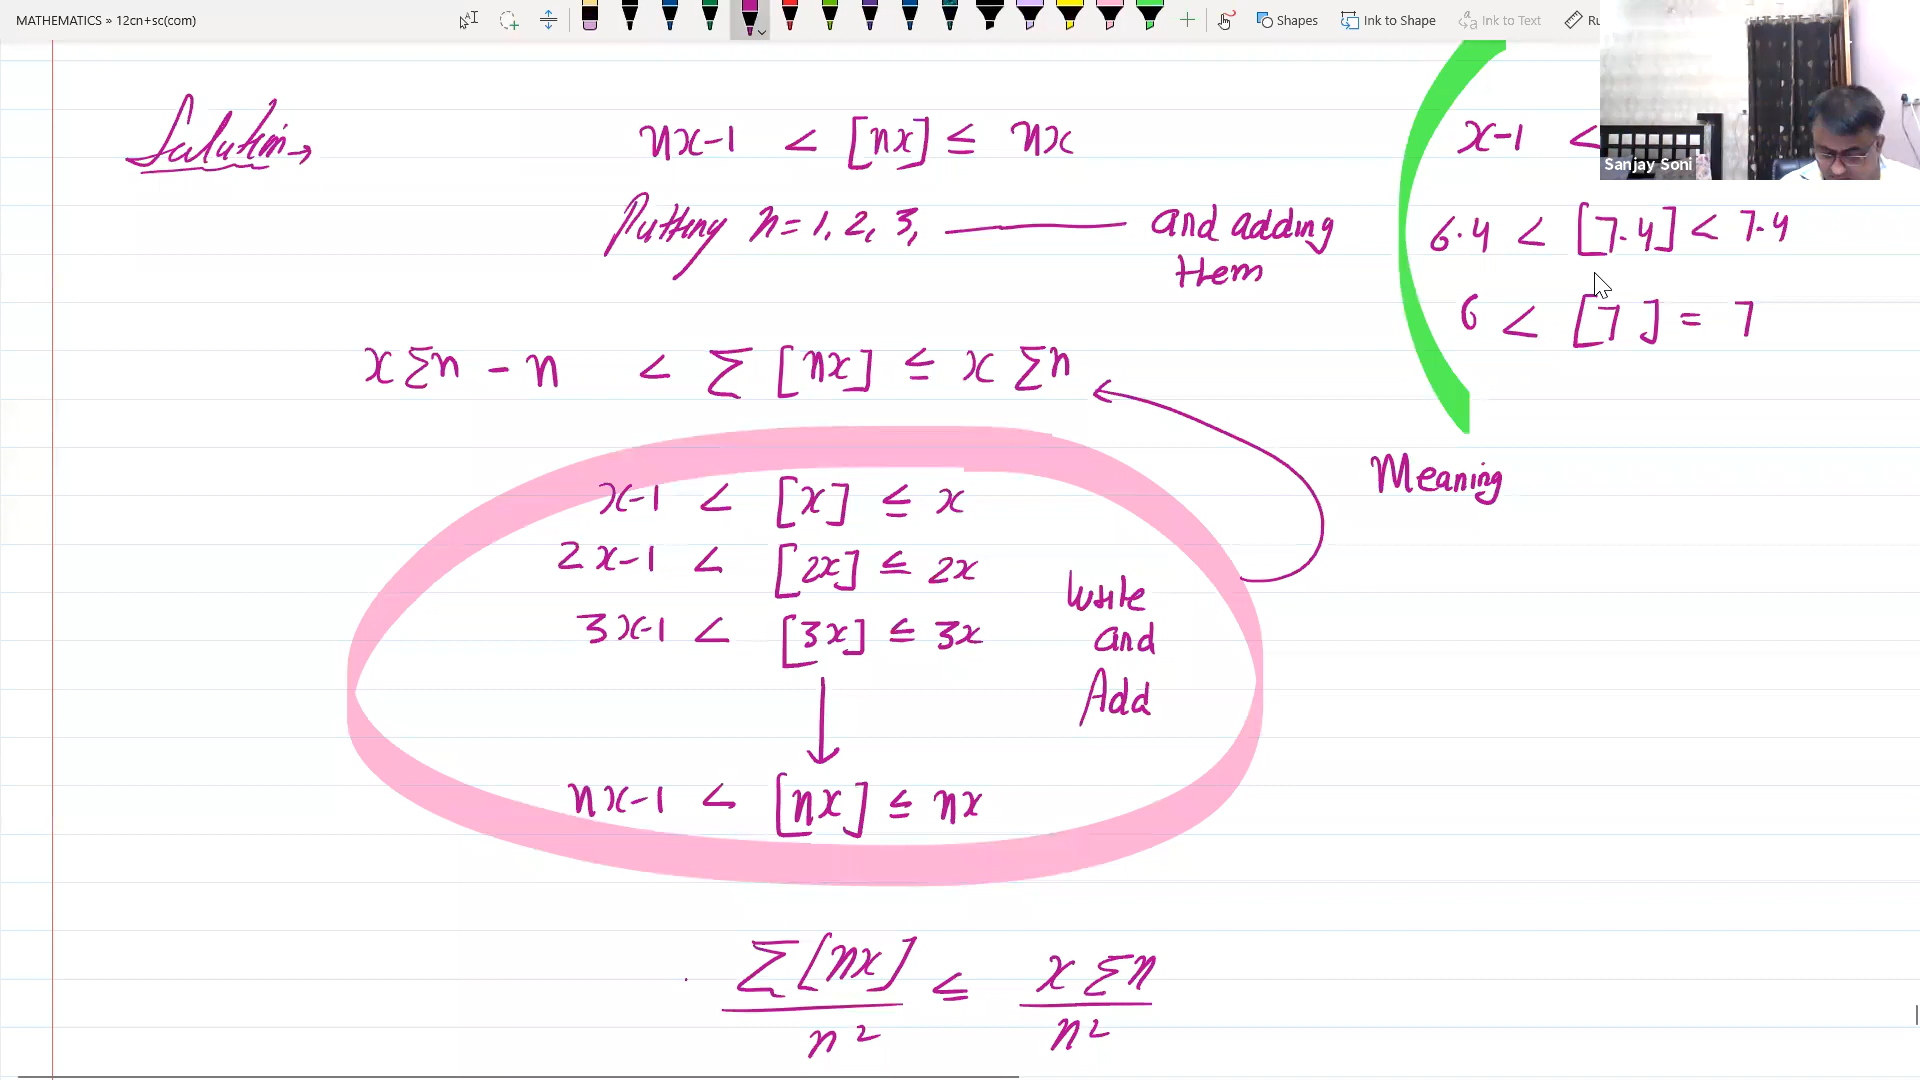 MATHEMATICS » 12cn+sc(com)
Shapes
Ink to Shape
Ink to Text
Ru
Sanjay Soni
Solution →
nx-1 < [nx] ≤ nx
Putting n = 1, 2, 3, ——— and adding
them
xΣn - n < Σ [nx] ≤ x Σn
x-1 < [x] ≤ x
2x-1 < [2x] ≤ 2x
3x-1 < [3x] ≤ 3x
Write
and
Add
nx-1 < [nx] ≤ nx
Σ[nx] / n² ≤ x Σn / n²
x-1 <
6.4 < [7.4] < 7.4
6 < [7] = 7
Meaning